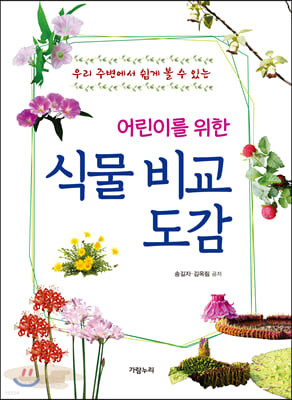 우리 주변에서 쉽게 볼 수 있는
어린이를 위한
식물 비교
도감
송길자·김옥림 공저
가람누리